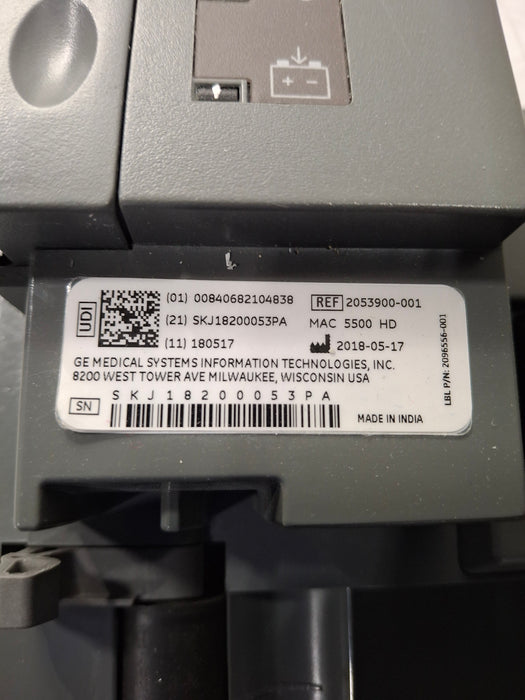 UDI
(01) 00840682104838
REF 2053900-001
(21) SKJ18200053PA
MAC 5500 HD
(11) 180517
2018-05-17
GE MEDICAL SYSTEMS INFORMATION TECHNOLOGIES, INC.
8200 WEST TOWER AVE MILWAUKEE, WISCONSIN USA
SN
SKJ18200053PA
MADE IN INDIA
LBL P/N: 2096556-001